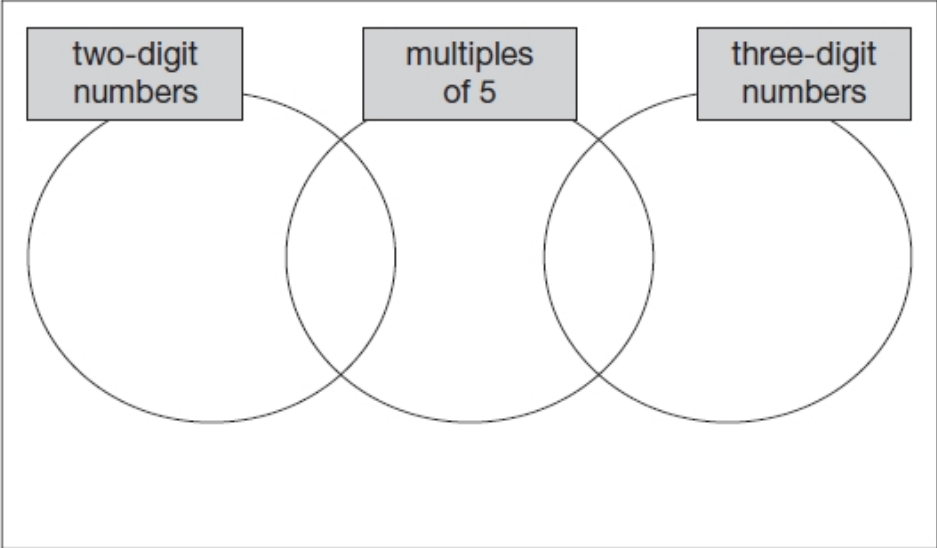 two-digit
numbers
multiples
of 5
three-digit
numbers